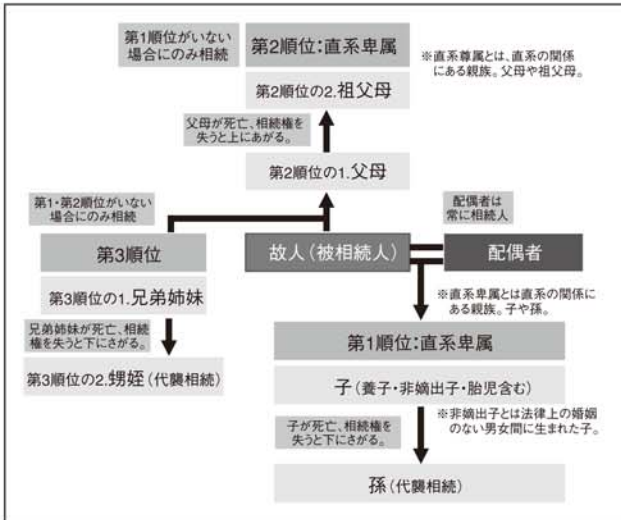 第1順位がいない
場合にのみ相続
第2順位:直系卑属
※直系尊属とは、直系の関係
にある親族。父母や祖父母。
第2順位の2.祖父母
父母が死亡、相続権を
失うと上にあがる。
第2順位の1.父母
第1・第2順位がいない
場合にのみ相続
配偶者は
常に相続人
第3順位
故人(被相続人)
配偶者
第3順位の1.兄弟姉妹
※直系卑属とは直系の関係に
ある親族。子や孫。
兄弟姉妹が死亡、相続
権を失うと下にさがる。
第1順位:直系卑属
第3順位の2.甥姪(代襲相続)
子(養子・非嫡出子・胎児含む)
子が死亡、相続権を
失うと下にさがる。
※非嫡出子とは法律上の婚姻
のない男女間に生まれた子。
孫(代襲相続)